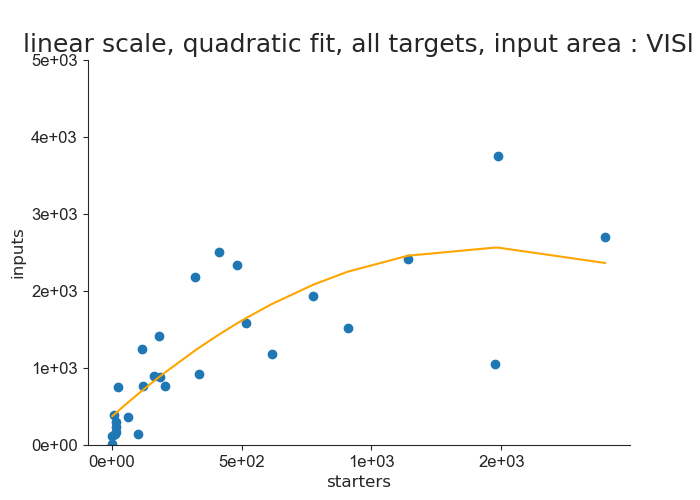 linear scale, quadratic fit, all targets, input area : VISl
5e+03
4e+03
3e+03
2e+03
1e+03
0e+00
inputs
0e+00 5e+02 1e+03 2e+03
starters